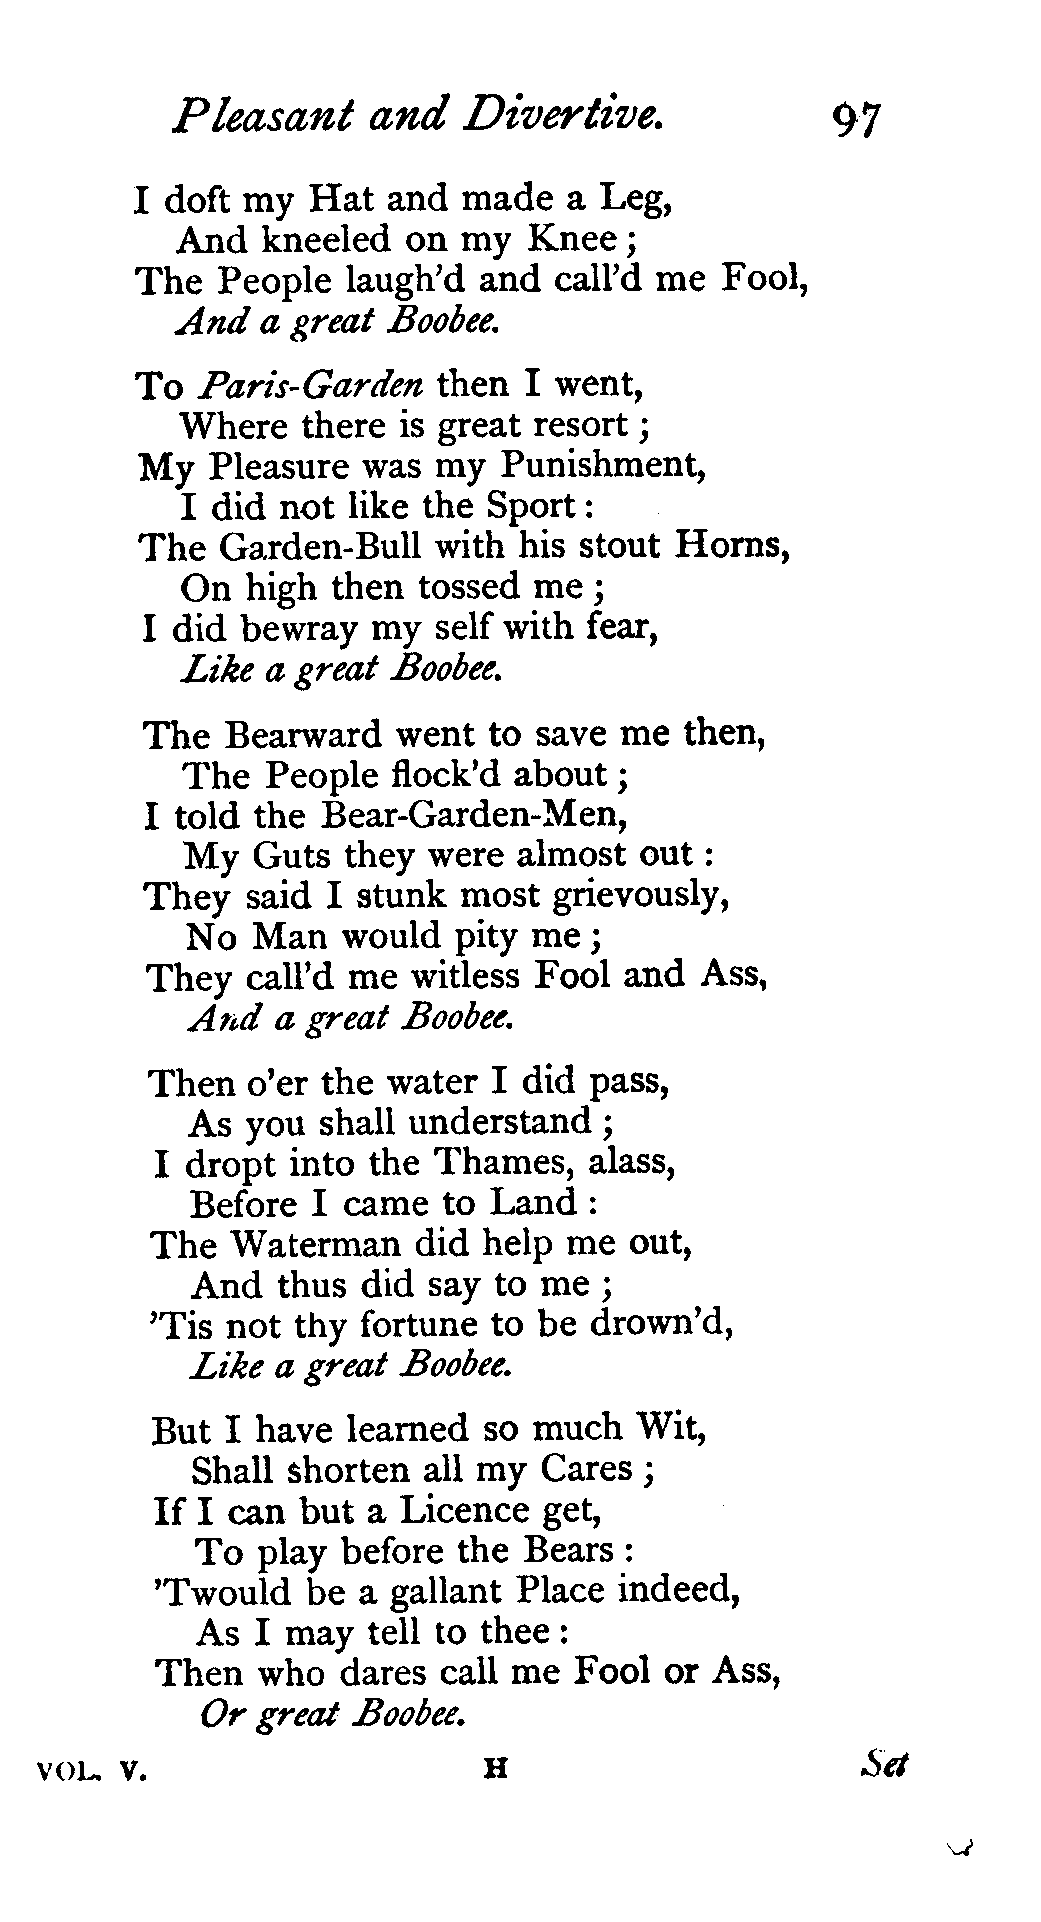 Pleasant and Divertive. 97
I doft my Hat and made a Leg,
And kneeled on my Knee ;
The People laugh'd and call'd me Fool,
And a great Boobee.
To Paris-Garden then I went,
Where there is great resort ;
My Pleasure was my Punishment,
I did not like the Sport :
The Garden-Bull with his stout Horns,
On high then tossed me ;
I did bewray my self with fear,
Like a great Boobee.
The Bearward went to save me then,
The People flock'd about ;
I told the Bear-Garden-Men,
My Guts they were almost out :
They said I stunk most grievously,
No Man would pity me ;
They call'd me witless Fool and Ass,
And a great Boobee.
Then o'er the water I did pass,
As you shall understand ;
I dropt into the Thames, alass,
Before I came to Land :
The Waterman did help me out,
And thus did say to me ;
'Tis not thy fortune to be drown'd,
Like a great Boobee.
But I have learned so much Wit,
Shall shorten all my Cares ;
If I can but a Licence get,
To play before the Bears :
'Twould be a gallant Place indeed,
As I may tell to thee :
Then who dares call me Fool or Ass,
Or great Boobee.
VOL. V. H Set